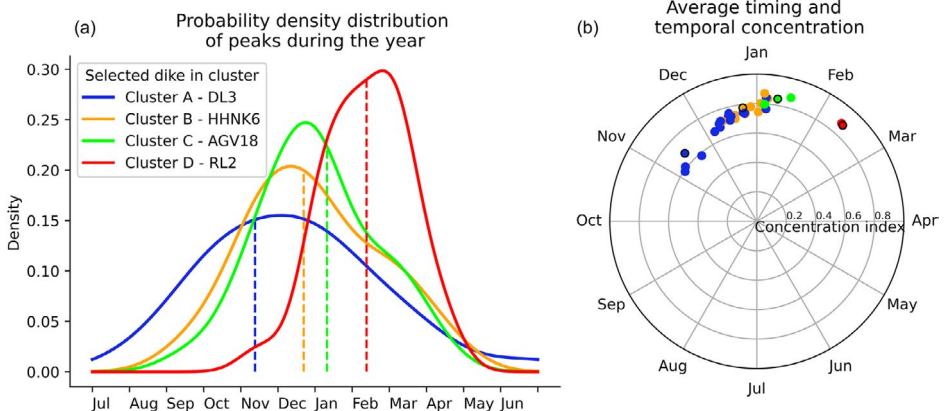 (a)
Probability density distribution
of peaks during the year
Density
0.30
0.25
0.20
0.15
0.10
0.05
0.00
Selected dike in cluster
Cluster A - DL3
Cluster B - HHNK6
Cluster C - AGV18
Cluster D - RL2
Jul Aug Sep Oct Nov Dec Jan Feb Mar Apr May Jun
(b)
Average timing and
temporal concentration
Jan
Feb
Mar
Apr
May
Jun
Jul
Aug
Sep
Oct
Nov
Dec
0.2 0.4 0.6 0.8
Concentration index